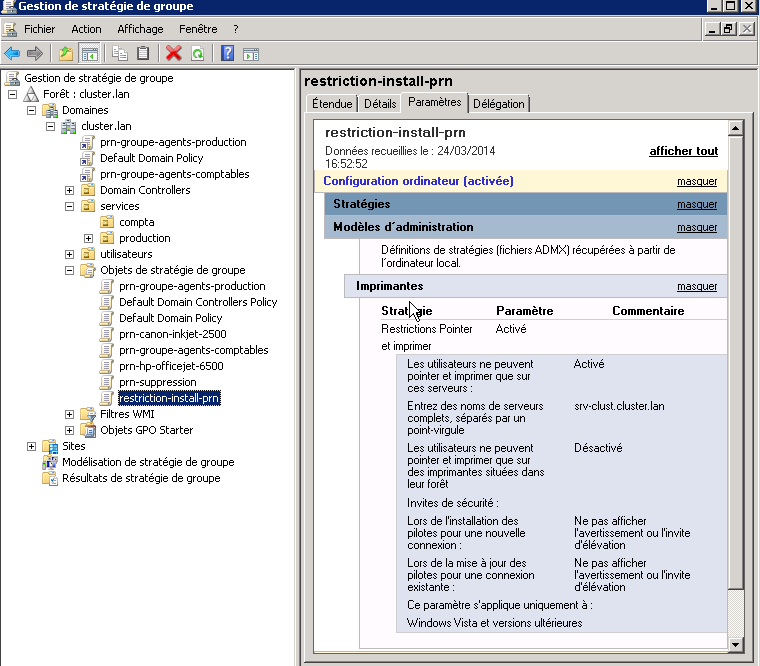 Gestion de stratégie de groupe
Fichier Action Affichage Fenêtre ?
Gestion de stratégie de groupe
Forêt : cluster.lan
Domaines
cluster.lan
prn-groupe-agents-production
Default Domain Policy
prn-groupe-agents-comptables
Domain Controllers
services
compta
production
utilisateurs
Objets de stratégie de groupe
prn-groupe-agents-production
Default Domain Controllers Policy
Default Domain Policy
prn-canon-inkjet-2500
prn-groupe-agents-comptables
prn-hp-officejet-6500
prn-suppression
restriction-install-prn
Filtres WMI
Objets GPO Starter
Sites
Modélisation de stratégie de groupe
Résultats de stratégie de groupe
restriction-install-prn
Étendue Détails Paramètres Délégation
restriction-install-prn
Données recueillies le : 24/03/2014
16:52:52
afficher tout
Configuration ordinateur (activée) masquer
Stratégies masquer
Modèles d'administration masquer
Définitions de stratégies (fichiers ADMX) récupérées à partir de
l'ordinateur local.
Imprimantes masquer
Stratégie Paramètre Commentaire
Restrictions Pointer Activé
et imprimer
Les utilisateurs ne peuvent Activé
pointer et imprimer que sur
ces serveurs :
Entrez des noms de serveurs srv-clust.cluster.lan
complets, séparés par un
point-virgule
Les utilisateurs ne peuvent Désactivé
pointer et imprimer que sur
des imprimantes situées dans
leur forêt
Invites de sécurité :
Lors de l'installation des Ne pas afficher
pilotes pour une nouvelle l'avertissement ou l'invite
connexion : d'élévation
Lors de la mise à jour des Ne pas afficher
pilotes pour une connexion l'avertissement ou l'invite
existante : d'élévation
Ce paramètre s'applique uniquement à :
Windows Vista et versions ultérieures